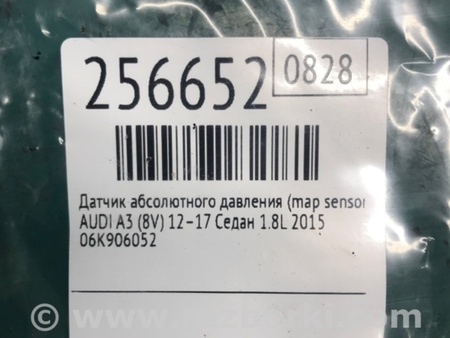 256652 0828
Датчик абсолютного давления (map sensor
AUDI A3 (8V) 12-17 Седан 1.8L 2015
06K906052